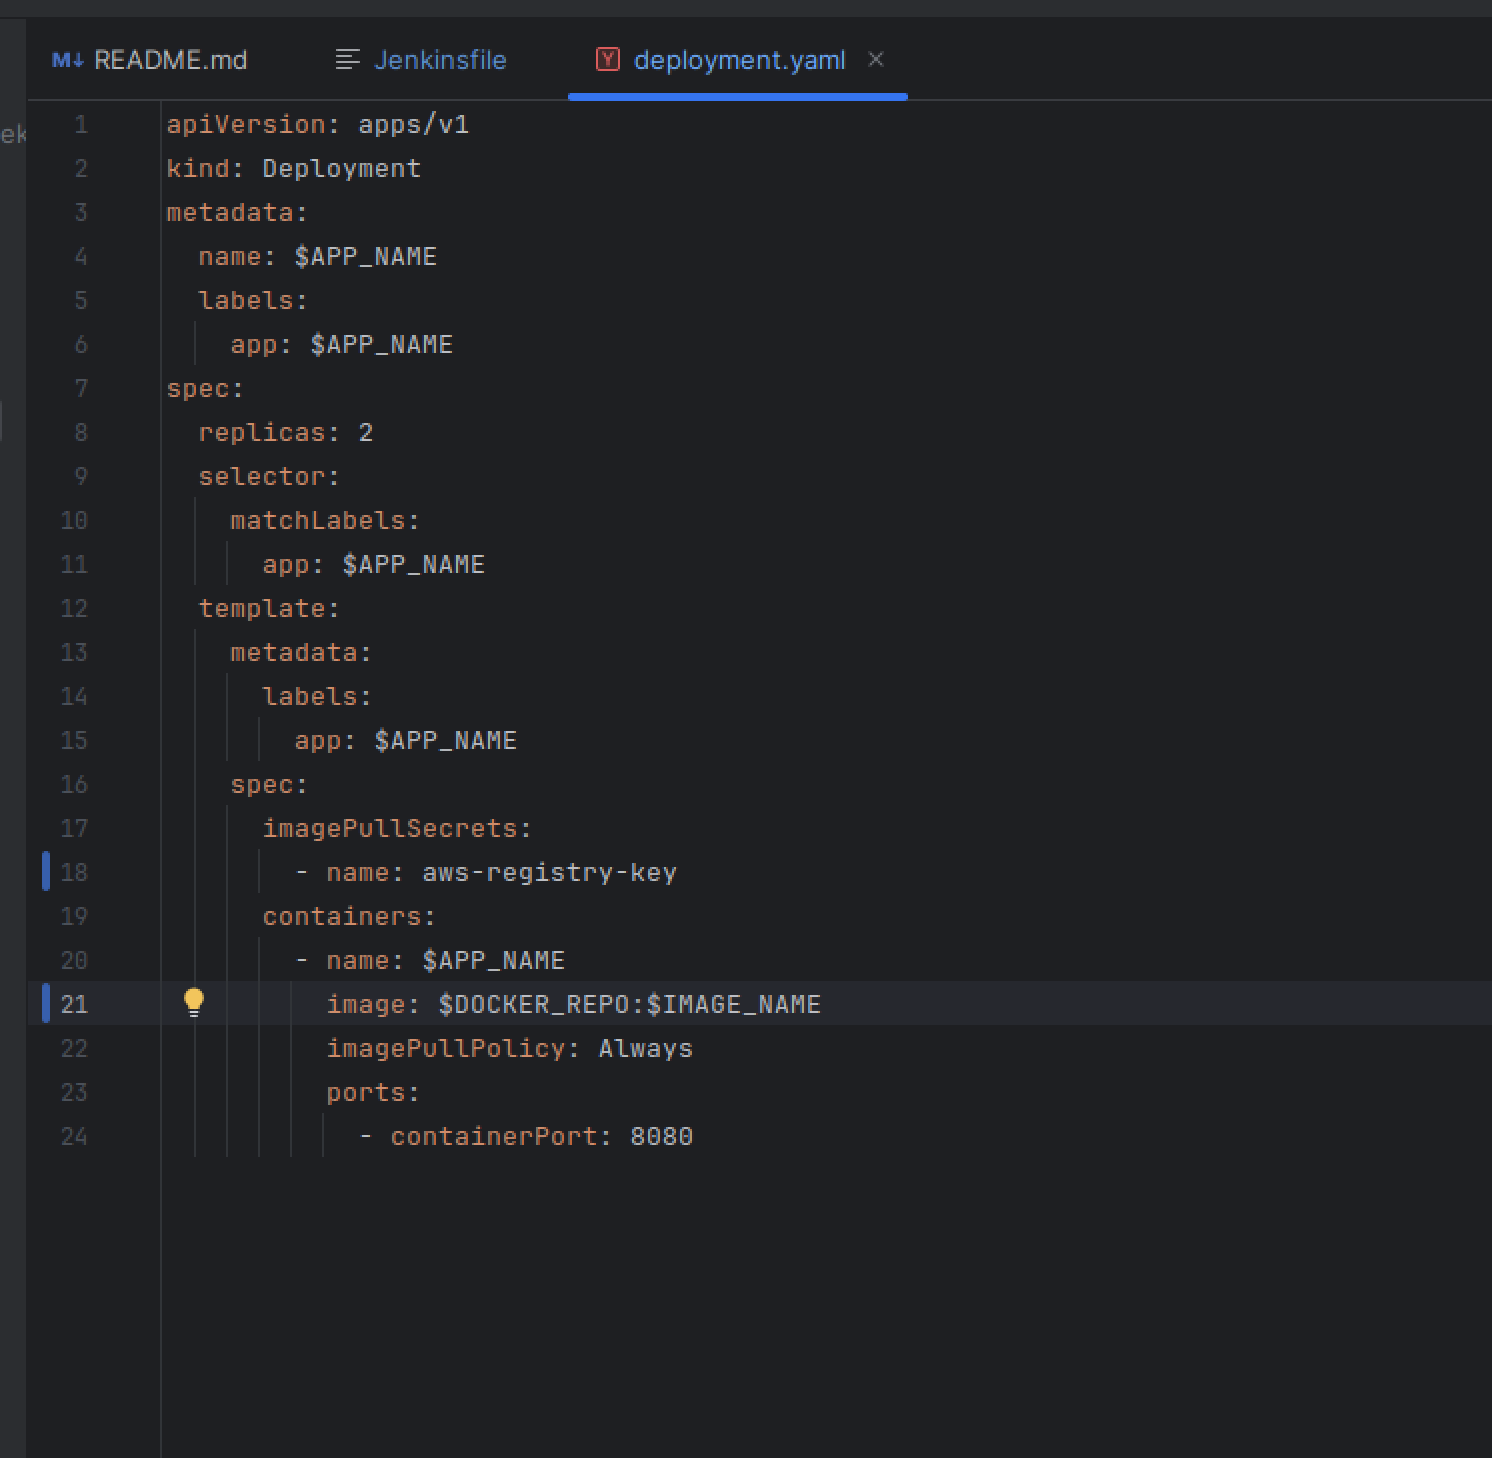 README.md
Jenkinsfile
deployment.yaml
ek
1 apiVersion: apps/v1
2 kind: Deployment
3 metadata:
4   name: $APP_NAME
5   labels:
6     app: $APP_NAME
7 spec:
8   replicas: 2
9   selector:
10     matchLabels:
11       app: $APP_NAME
12   template:
13     metadata:
14       labels:
15         app: $APP_NAME
16     spec:
17       imagePullSecrets:
18         - name: aws-registry-key
19       containers:
20         - name: $APP_NAME
21           image: $DOCKER_REPO:$IMAGE_NAME
22           imagePullPolicy: Always
23           ports:
24             - containerPort: 8080